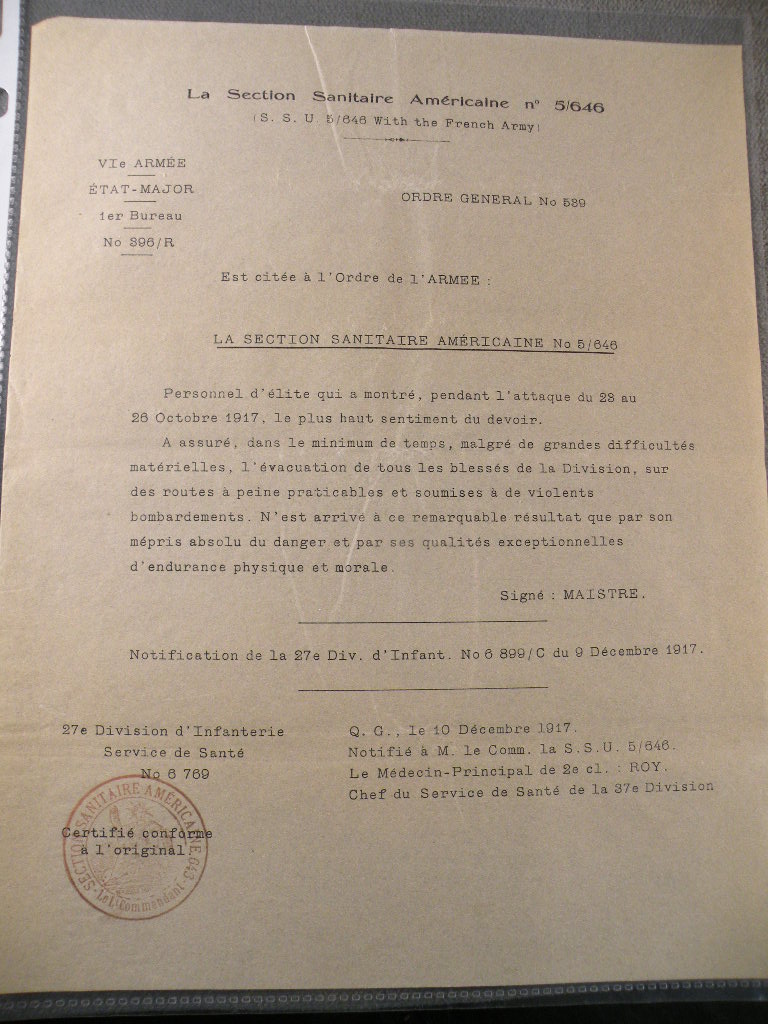 La Section Sanitaire Américaine nº 5/646
(S. S. U. 5/646 With the French Army)
VIe ARMÉE
ÉTAT-MAJOR
1er Bureau
No 396/R
ORDRE GENERAL No 539
Est citée à l'Ordre de l'ARMEE :
LA SECTION SANITAIRE AMÉRICAINE No 5/646
Personnel d'élite qui a montré, pendant l'attaque du 23 au
26 Octobre 1917, le plus haut sentiment du devoir.
A assuré, dans le minimum de temps, malgré de grandes difficultés
matérielles, l'évacuation de tous les blessés de la Division, sur
des routes à peine praticables et soumises à de violents
bombardements. N'est arrivé à ce remarquable résultat que par son
mépris absolu du danger et par ses qualités exceptionnelles
d'endurance physique et morale.
Signé : MAISTRE.
Notification de la 27e Div. d'Infant. No 6 899/C du 9 Décembre 1917.
27e Division d'Infanterie
Service de Santé
No 6 769
Q. G., le 10 Décembre 1917.
Notifié à M. le Comm. la S.S.U. 5/646.
Le Médecin-Principal de 2e cl. : ROY.
Chef du Service de Santé de la 37e Division
Certifié conforme
à l'original.
SECTION SANITAIRE AMÉRICAINE 643
Le Lt Commandant